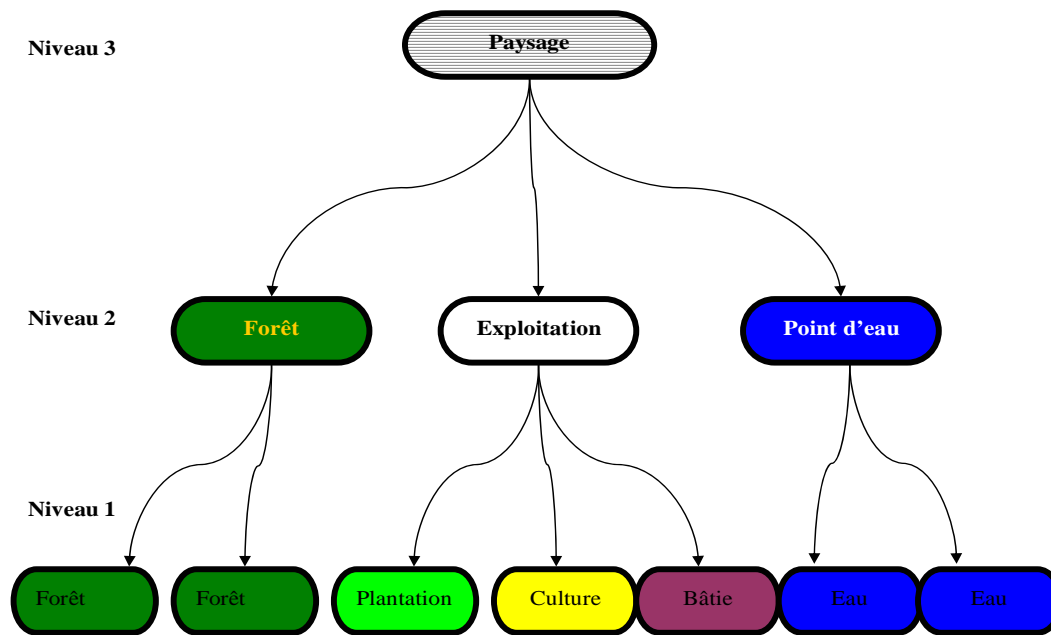 Niveau 3
Paysage
Niveau 2
Forêt
Exploitation
Point d’eau
Niveau 1
Forêt
Forêt
Plantation
Culture
Bâtie
Eau
Eau